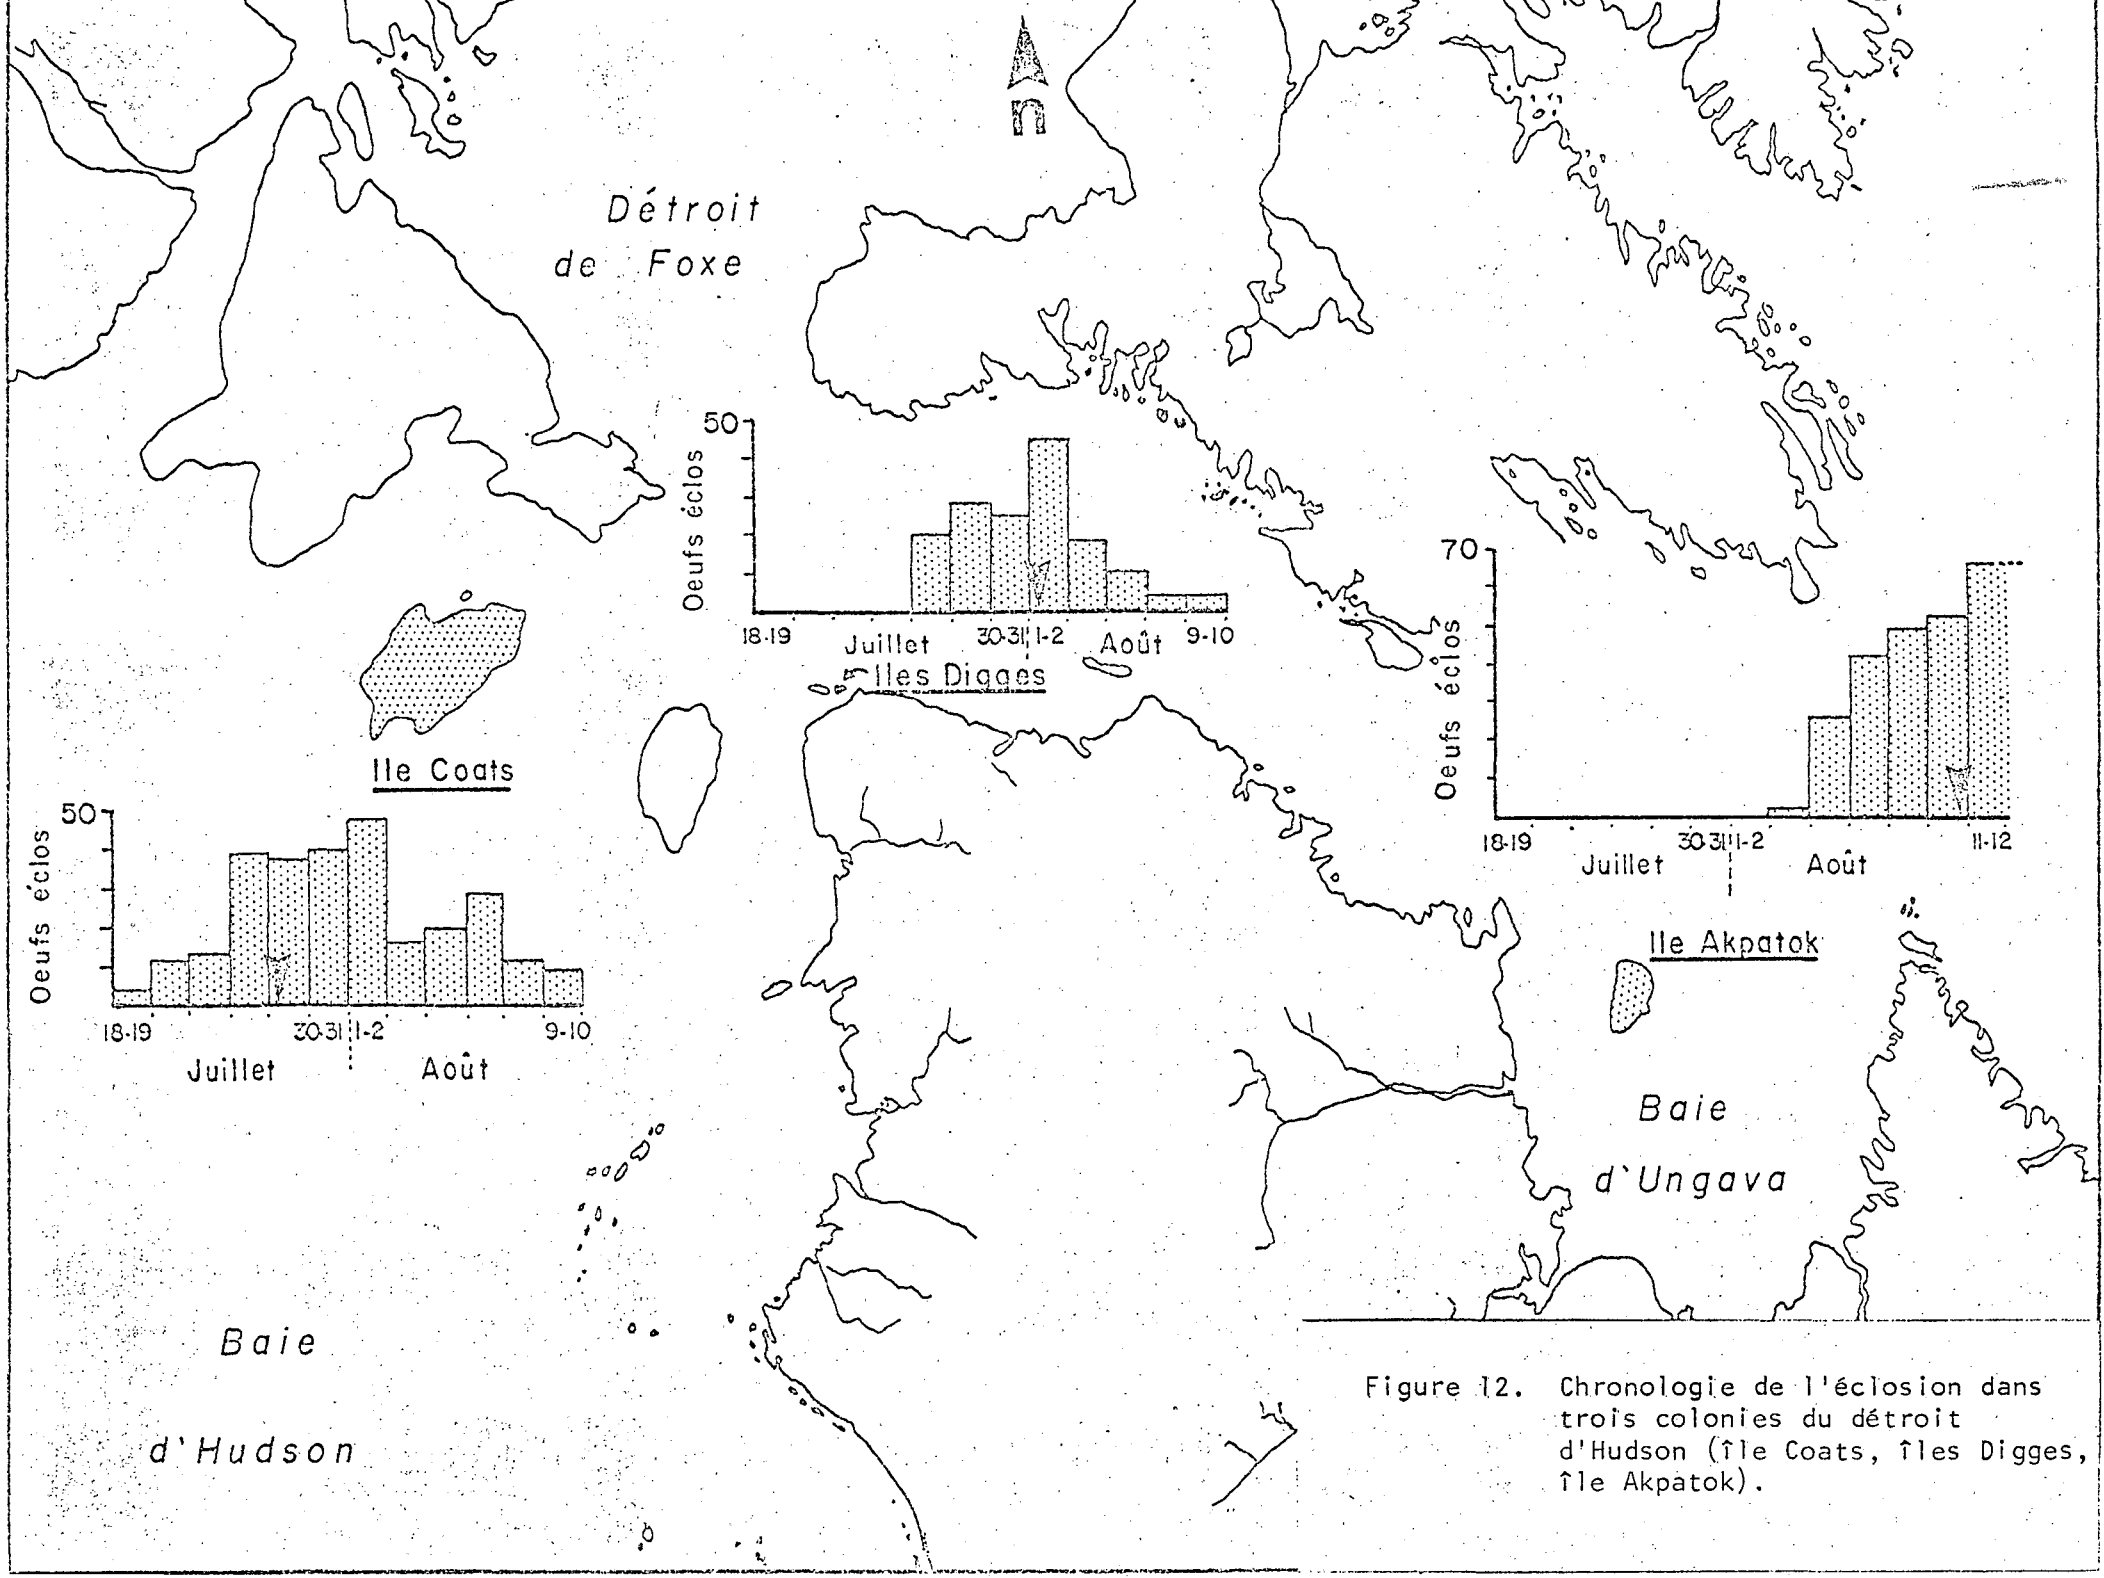 n
Détroit
de Foxe
50
Oeufs éclos
18-19
30-31
1-2
9-10
Juillet
Août
Iles Digges
70
Oeufs éclos
18-19
30-31
1-2
11-12
Juillet
Août
Ile Akpatok
Ile Coats
50
Oeufs éclos
18-19
30-31
1-2
9-10
Juillet
Août
Baie
d'Ungava
Baie
d'Hudson
Figure 12. Chronologie de l'éclosion dans
trois colonies du détroit
d'Hudson (île Coats, îles Digges,
île Akpatok).